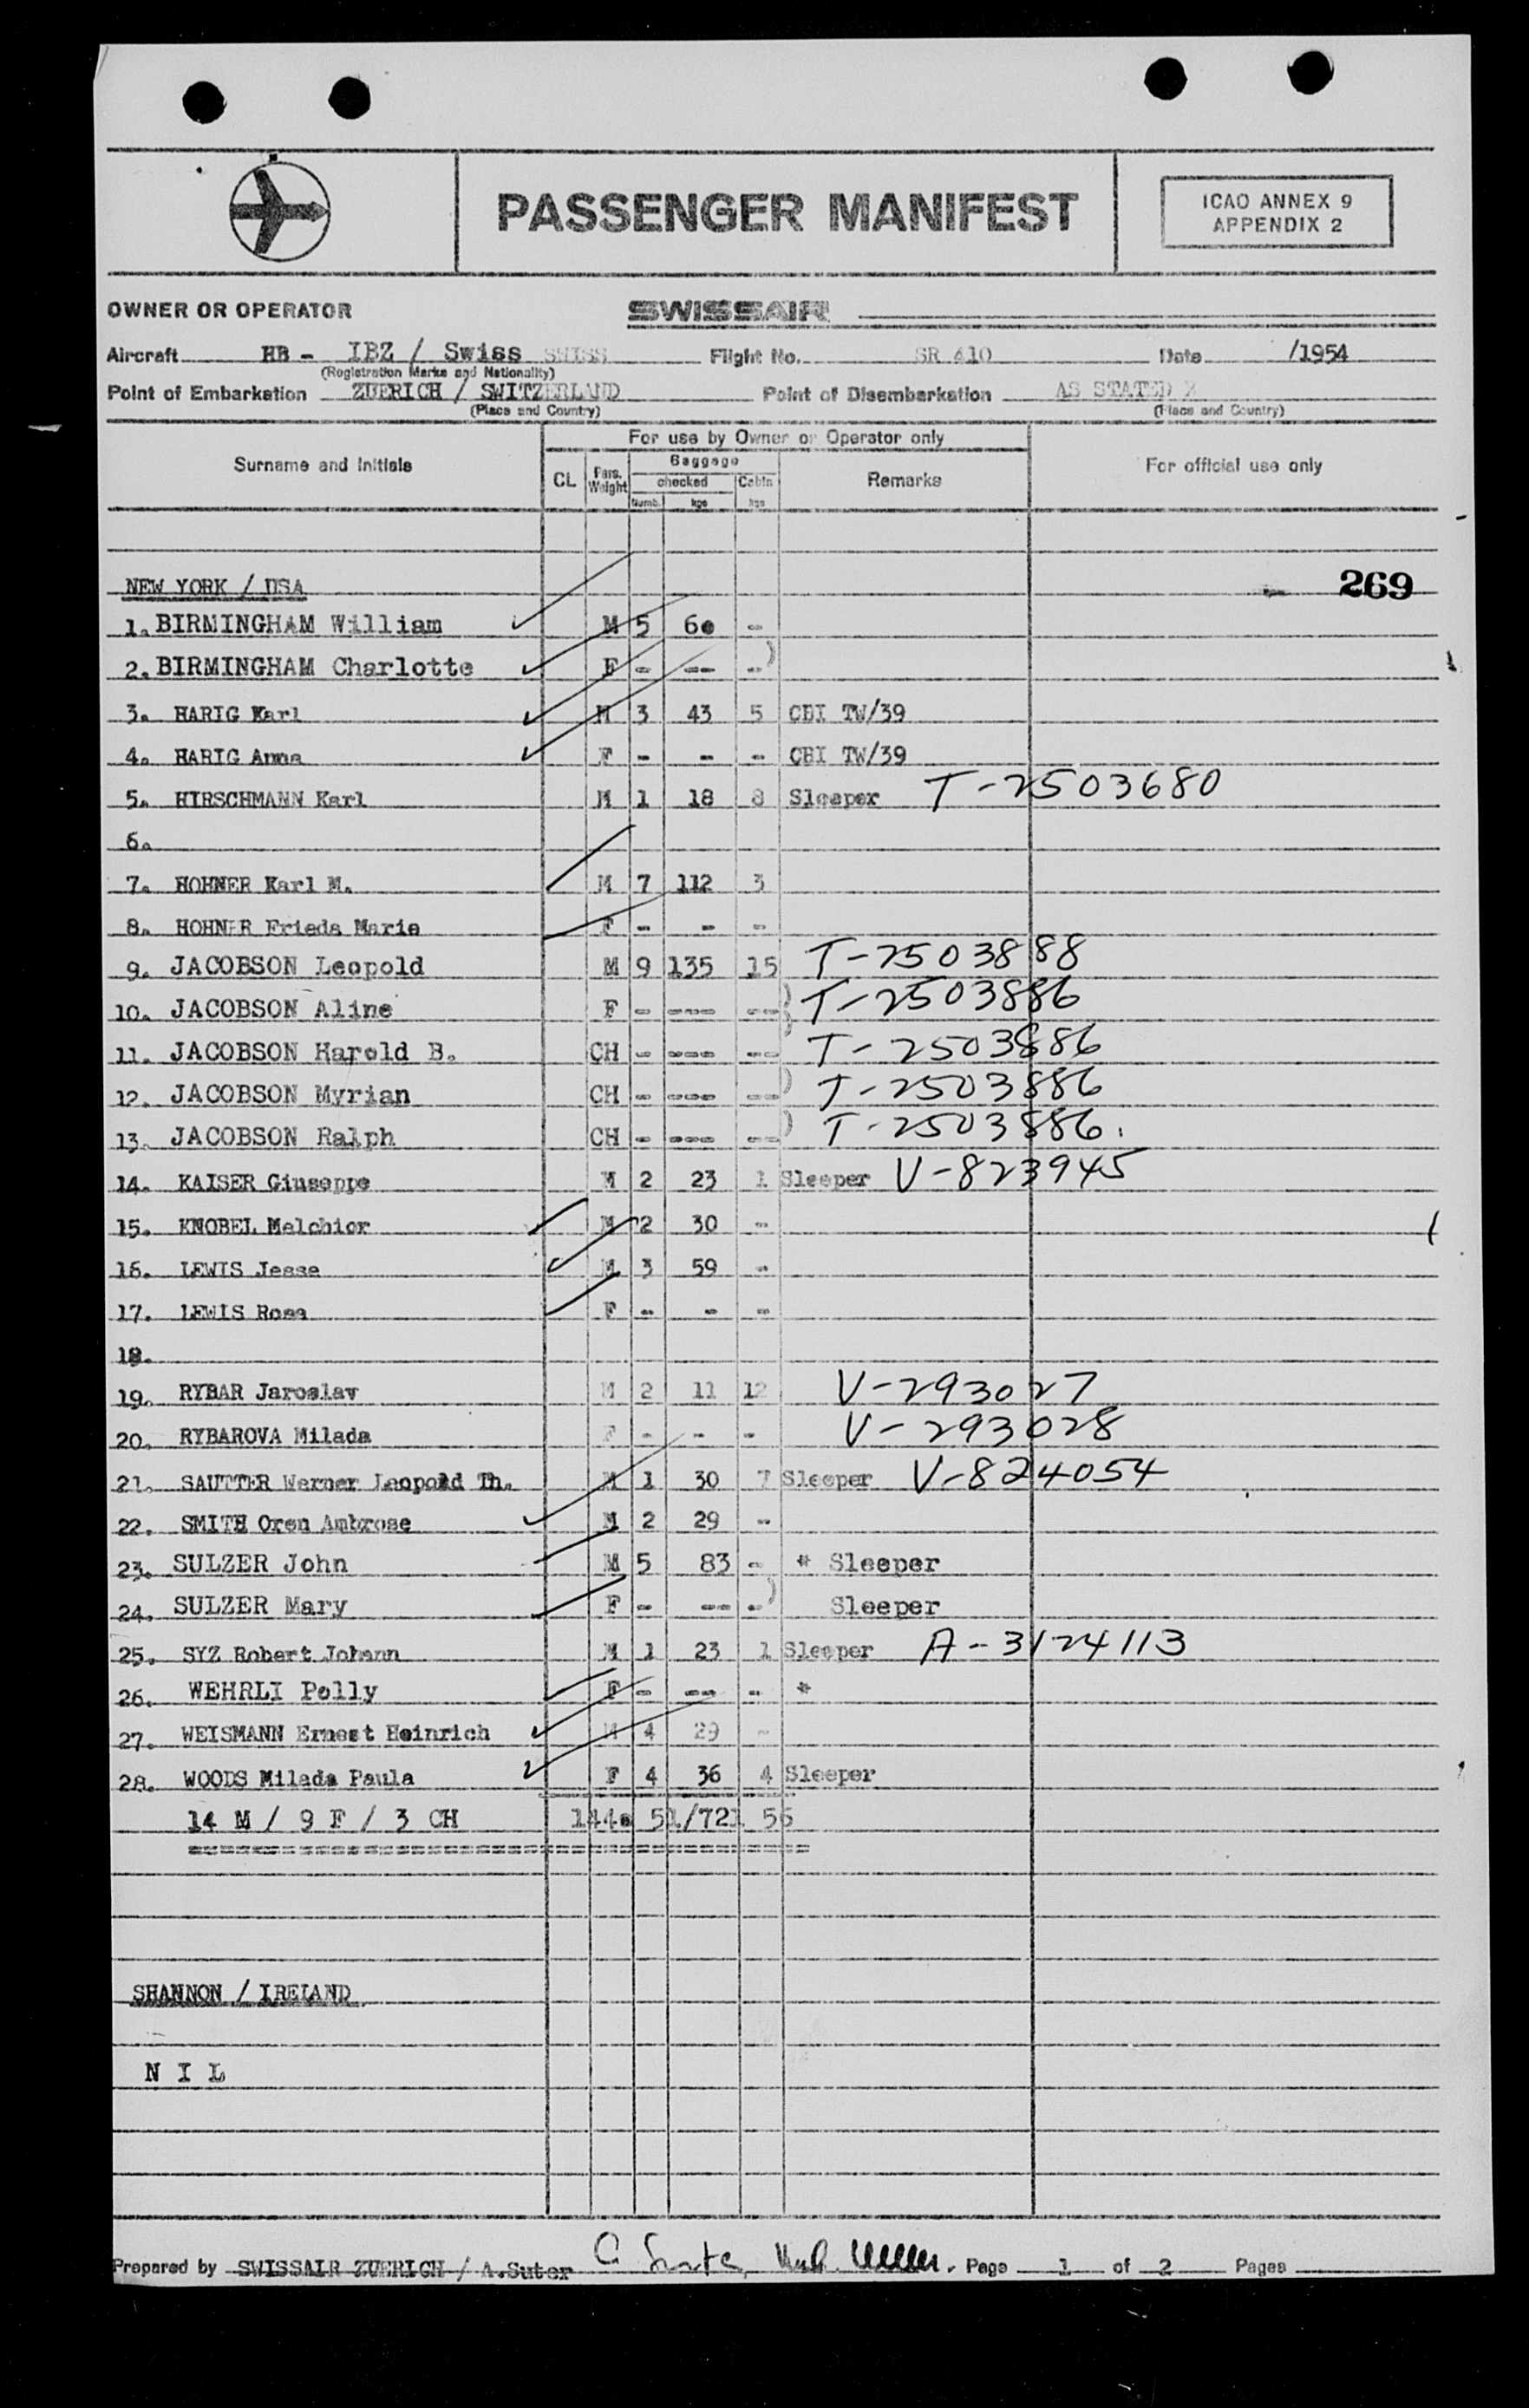 PASSENGER MANIFEST
ICAO ANNEX 9
APPENDIX 2
OWNER OR OPERATOR SWISSAIR
Aircraft HB - IBZ / Swiss SWISS Flight No. SR 410 Date /1954
(Registration Marks and Nationality)
Point of Embarkation ZUERICH / SWITZERLAND Point of Disembarkation AS STATED
(Place and Country) (Place and Country)
For use by Owner or Operator only
Surname and Initials CL Pars. Weight Baggage checked Numb. kgs Cabin kgs Remarks For official use only
NEW YORK / USA 269
1. BIRMINGHAM William M 5 60 -
2. BIRMINGHAM Charlotte F - -- -- )
3. HARIG Karl M 3 43 5 CBI TW/39
4. HARIG Anna F - - - CBI TW/39
5. HIRSCHMANN Karl M 1 18 8 Sleeper T-2503680
6.
7. HOHNER Karl M. M 7 112 3
8. HOHNER Frieda Marie F - - -
9. JACOBSON Leopold M 9 135 15 T-2503888
10. JACOBSON Aline F - --- -- ) T-2503886
11. JACOBSON Harold B. CH - --- -- ) T-2503886
12. JACOBSON Myrian CH - --- -- ) T-2503886
13. JACOBSON Ralph CH - --- -- ) T-2503886.
14. KAISER Giuseppe M 2 23 1 Sleeper V-823945
15. KNOBEL Melchior M 2 30 -
16. LEWIS Jesse M 3 59 -
17. LEWIS Rosa F - - -
18.
19. RYBAR Jaroslav M 2 11 12 V-293027
20. RYBAROVA Milada F - - - V-293028
21. SAUTTER Werner Leopold Th. M 1 30 7 Sleeper V-824054
22. SMITH Oren Ambrose M 2 29 -
23. SULZER John M 5 83 - * Sleeper
24. SULZER Mary F - -- - ) Sleeper
25. SYZ Robert Johann M 1 23 1 Sleeper A-3124113
26. WEHRLI Polly F - -- - *
27. WEISMANN Ernest Heinrich M 4 29 -
28. WOODS Milada Paula F 4 36 4 Sleeper
14 M / 9 F / 3 CH 144 51/721 56
SHANNON / IRELAND
N I L
Prepared by SWISSAIR ZUERICH / A.Suter Page 1 of 2 Pages